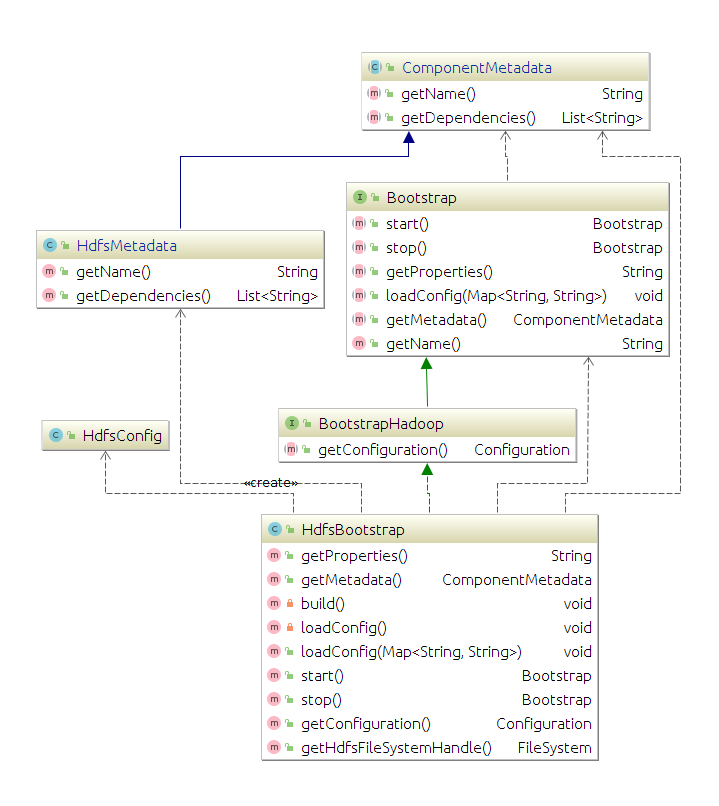 ComponentMetadata
getName() String
getDependencies() List<String>
Bootstrap
start() Bootstrap
stop() Bootstrap
getProperties() String
loadConfig(Map<String, String>) void
getMetadata() ComponentMetadata
getName() String
HdfsMetadata
getName() String
getDependencies() List<String>
HdfsConfig
BootstrapHadoop
getConfiguration() Configuration
«create»
HdfsBootstrap
getProperties() String
getMetadata() ComponentMetadata
build() void
loadConfig() void
loadConfig(Map<String, String>) void
start() Bootstrap
stop() Bootstrap
getConfiguration() Configuration
getHdfsFileSystemHandle() FileSystem